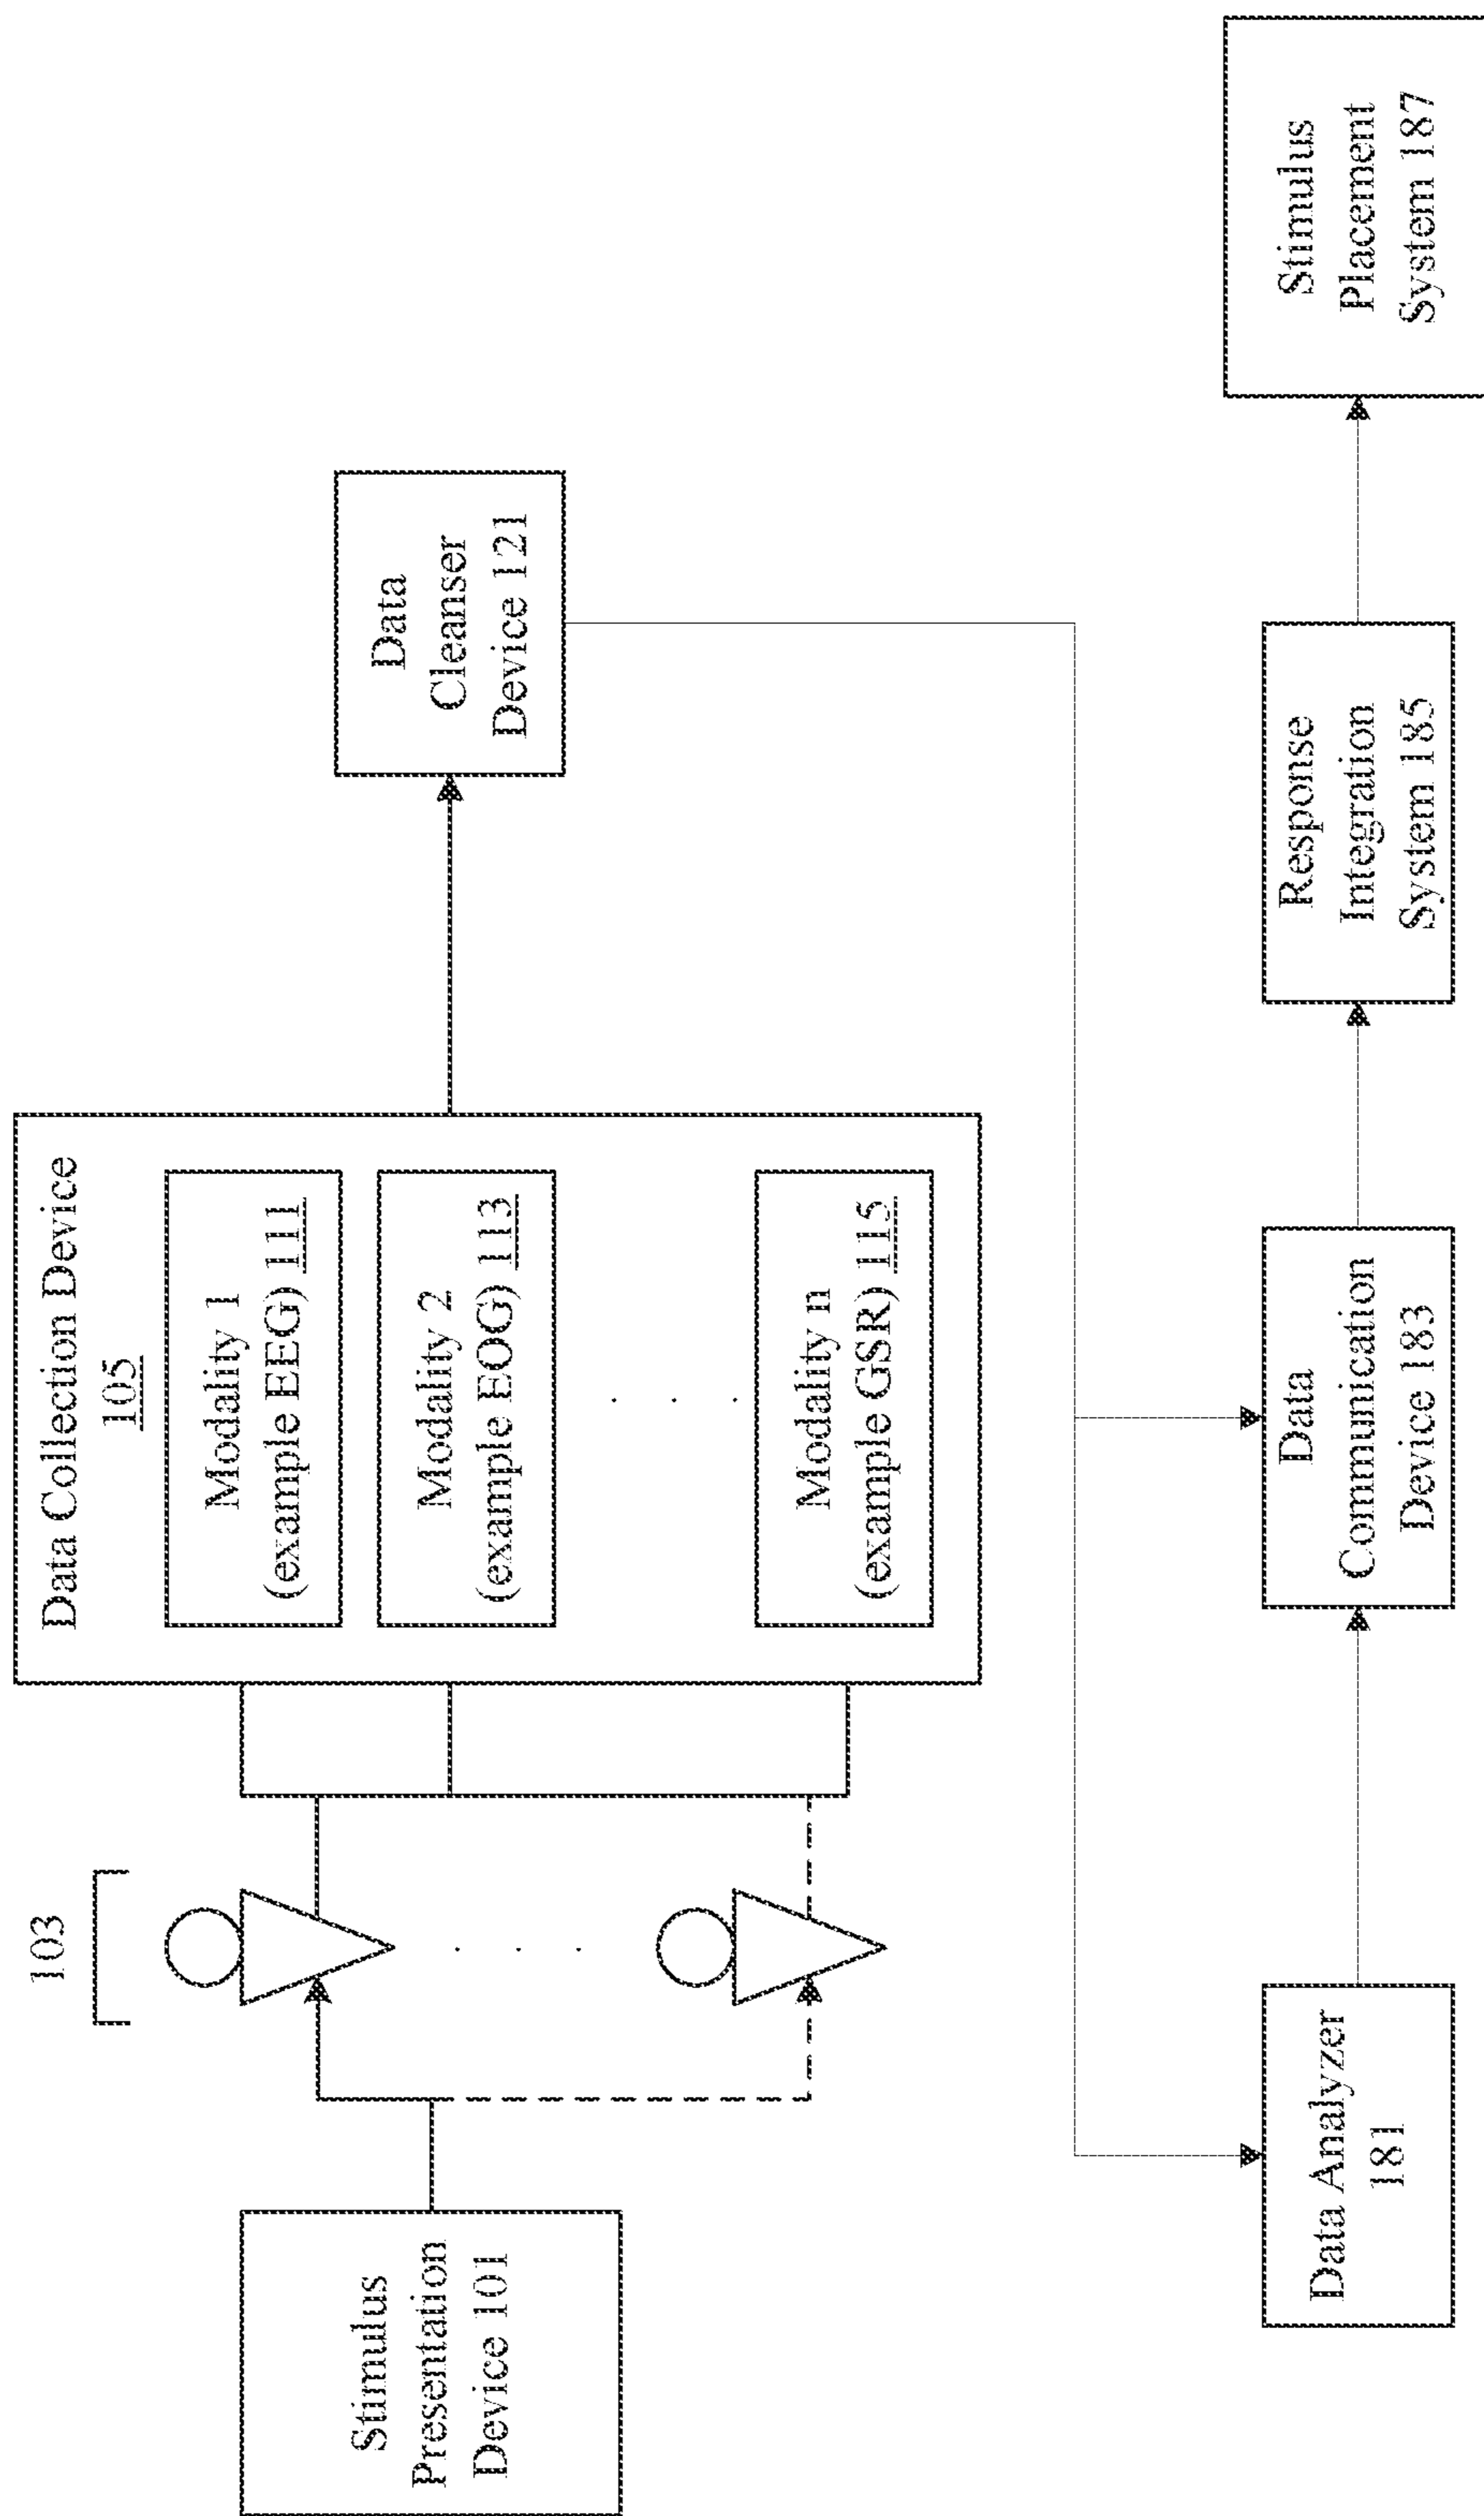 Stimulus
Presentation
Device 101
103
Data Collection Device
105
Modality 1
(example EEG) 111
Modality 2
(example EOG) 113
. . .
Modality n
(example GSR) 115
. . .
Data
Cleanser
Device 121
Data Analyzer
181
Data
Communication
Device 183
Response
Integration
System 185
Stimulus
Placement
System 187